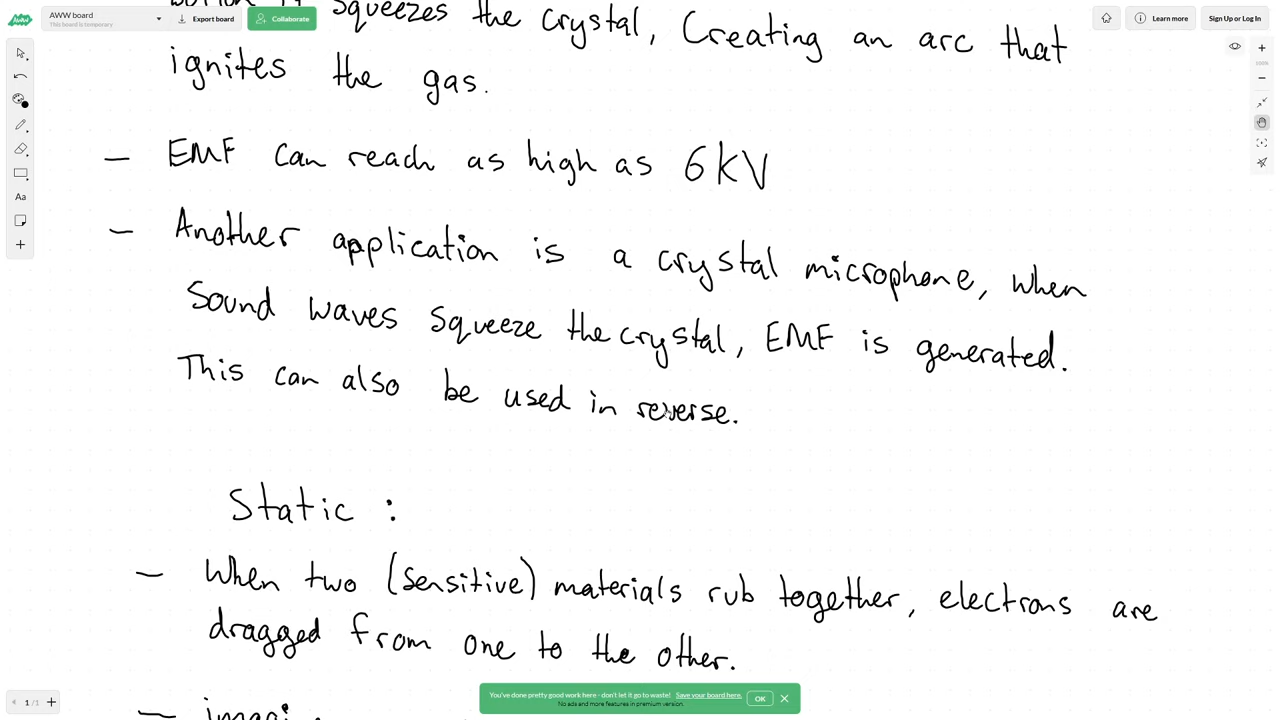 AWW board
This board is temporary
Export board
Collaborate
Learn more
Sign Up or Log In
squeezes the crystal, Creating an arc that
ignites the gas.
100%
— EMF can reach as high as 6kV
— Another application is a crystal microphone, when
Sound waves squeeze the crystal, EMF is generated.
This can also be used in reverse.
Aa
Static :
— When two (sensitive) materials rub together, electrons are
dragged from one to the other.
You've done pretty good work here - don't let it go to waste! Save your board here.
No ads and more features in premium version.
OK
1 / 1